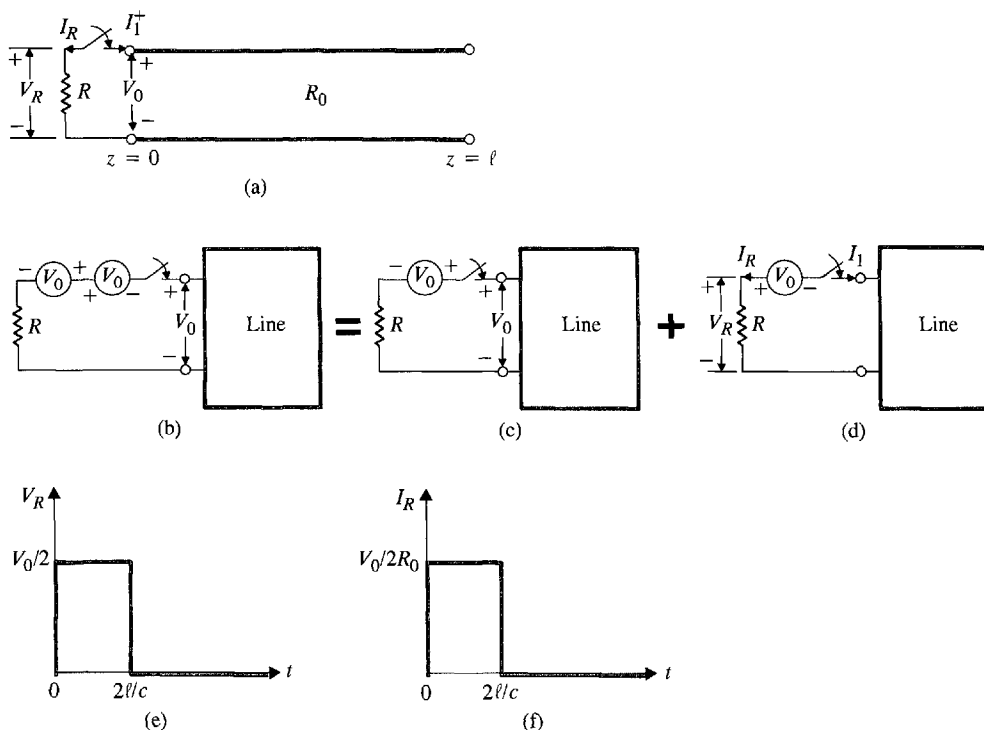 I_R I_1^+
+ +
V_R R V_0 R_0
− −
z = 0 z = ℓ
(a)
− V_0 + + V_0 − + V_0 − R Line
(b)
=
− V_0 + + V_0 − R Line
(c)
+
I_R I_1 + V_0 − + V_R − R Line
(d)
V_R
V_0/2
0 2ℓ/c t
(e)
I_R
V_0/2R_0
0 2ℓ/c t
(f)